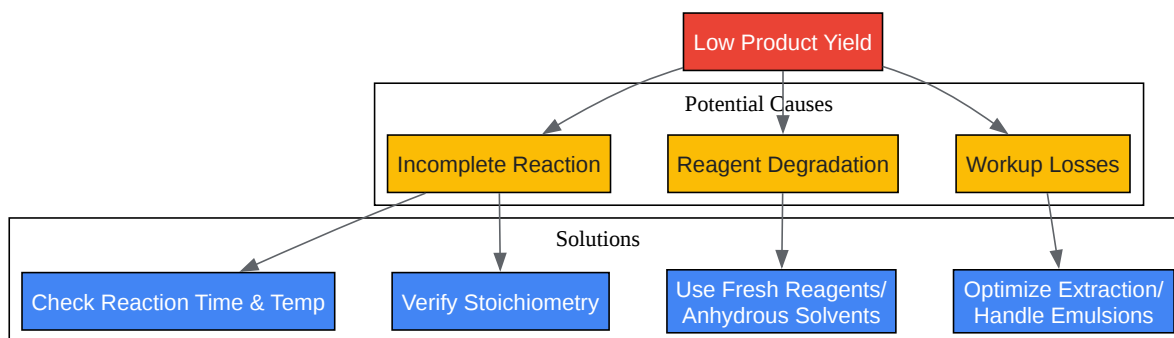 Low Product Yield
Potential Causes
Incomplete Reaction
Reagent Degradation
Workup Losses
Solutions
Check Reaction Time & Temp
Verify Stoichiometry
Use Fresh Reagents/
Anhydrous Solvents
Optimize Extraction/
Handle Emulsions